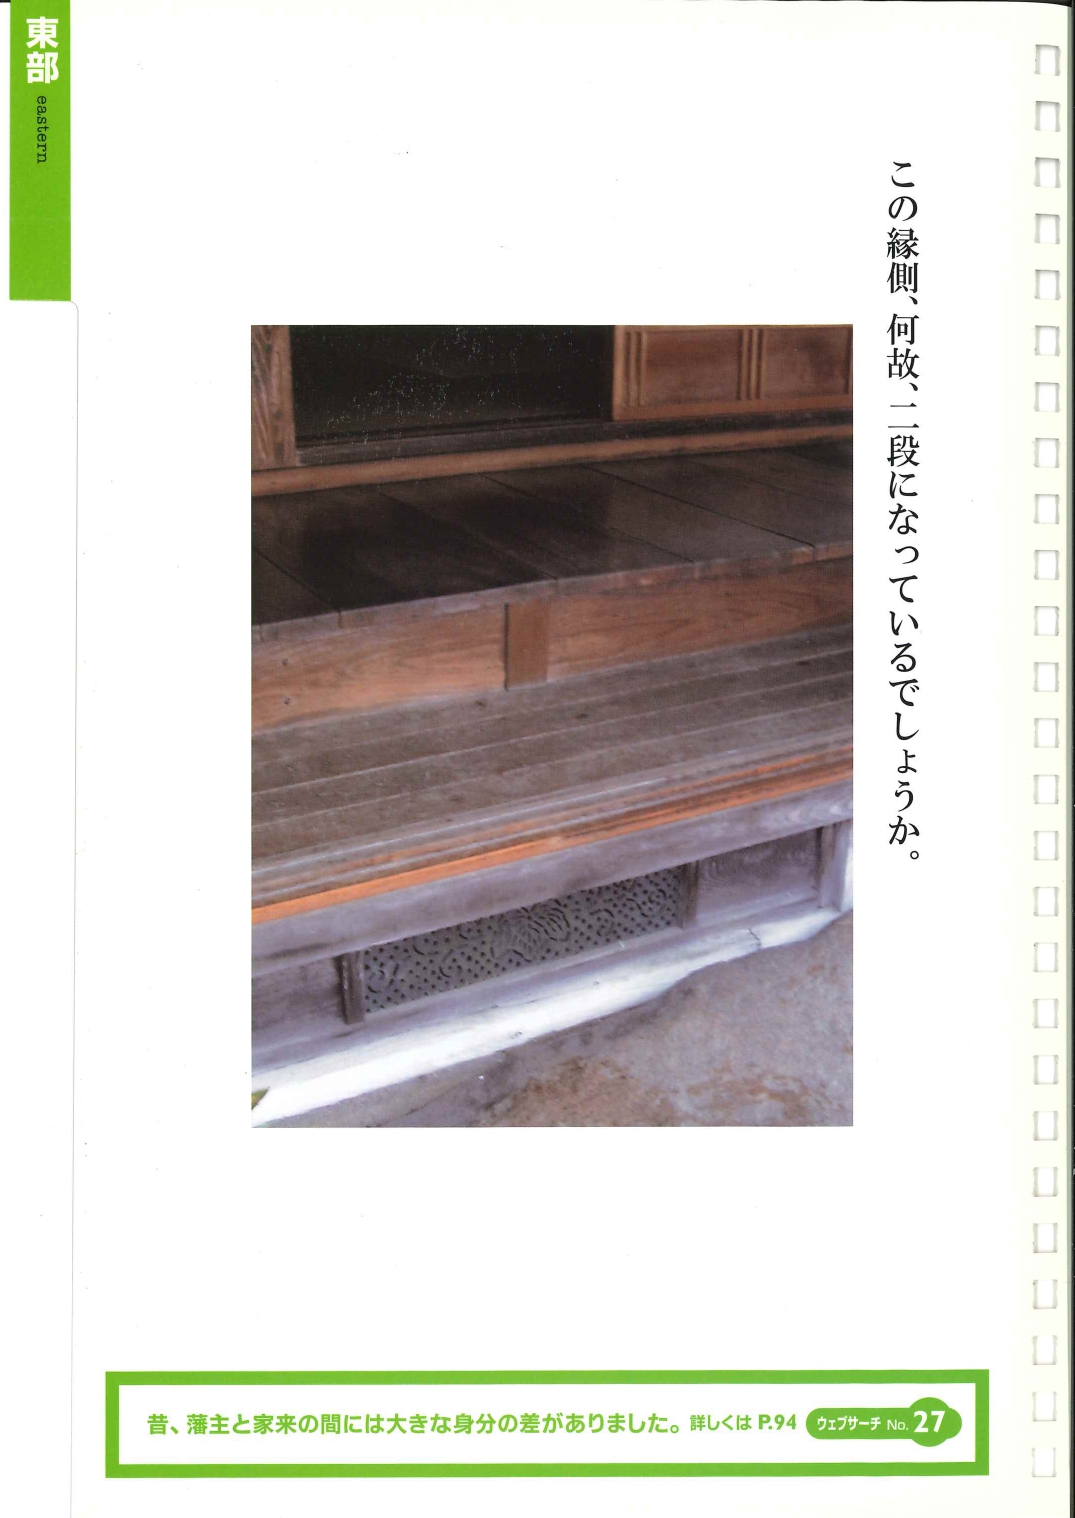 東部
eastern
この縁側、何故、二段になっているでしょうか。
昔、藩主と家来の間には大きな身分の差がありました。詳しくは P.94 ウェブサーチ No.27